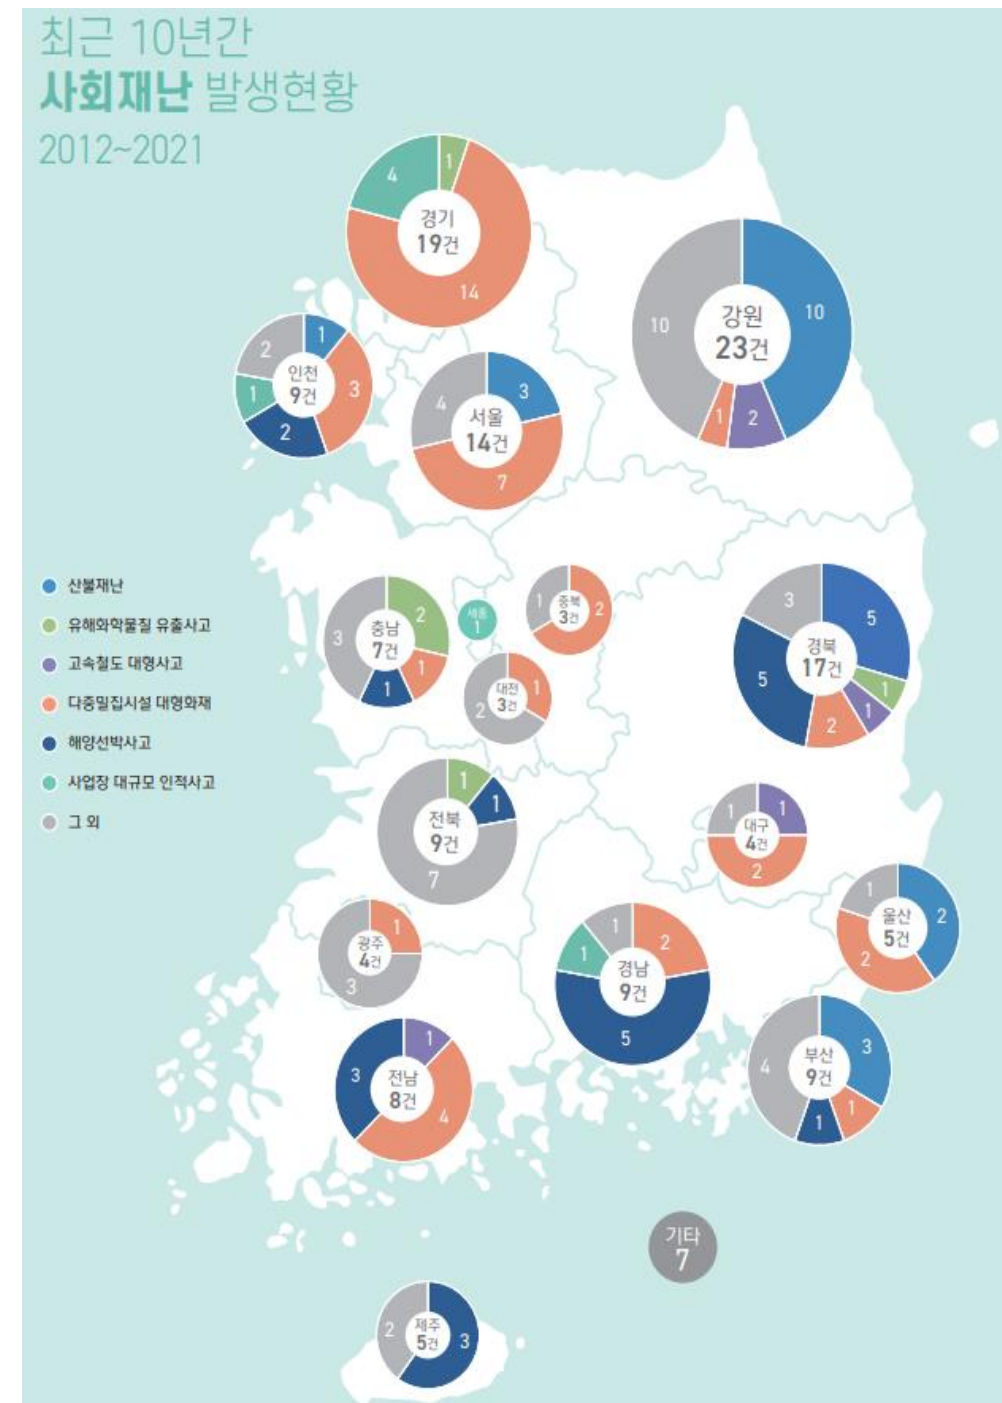 최근 10년간
사회재난 발생현황
2012~2021
4
1
경기
19건
14
10
10
강원
23건
1
2
2
1
인천
9건
1
3
2
4
3
서울
14건
7
산불재난
유해화학물질 유출사고
고속철도 대형사고
다중밀집시설 대형화재
해양선박사고
사업장 대규모 인적사고
그 외
3
2
충남
7건
1
1
세종
1
1
2
충북
3건
1
대전
3건
2
3
5
경북
17건
5
1
1
2
1
1
전북
9건
7
1
1
대구
4건
2
1
2
울산
5건
2
1
광주
4건
3
1
2
1
경남
9건
5
4
3
부산
9건
1
1
1
3
전남
8건
4
기타
7
2
제주
5건
3